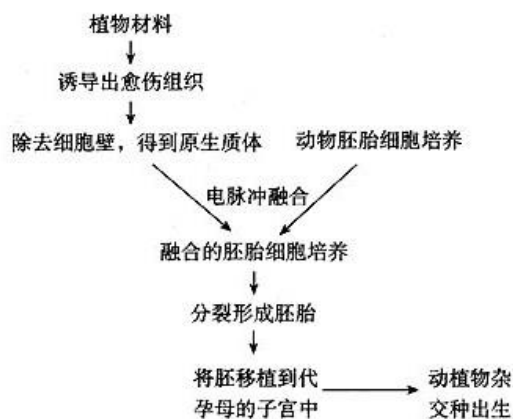 植物材料
诱导出愈伤组织
除去细胞壁，得到原生质体
动物胚胎细胞培养
电脉冲融合
融合的胚胎细胞培养
分裂形成胚胎
将胚移植到代
孕母的子宫中
动植物杂
交种出生